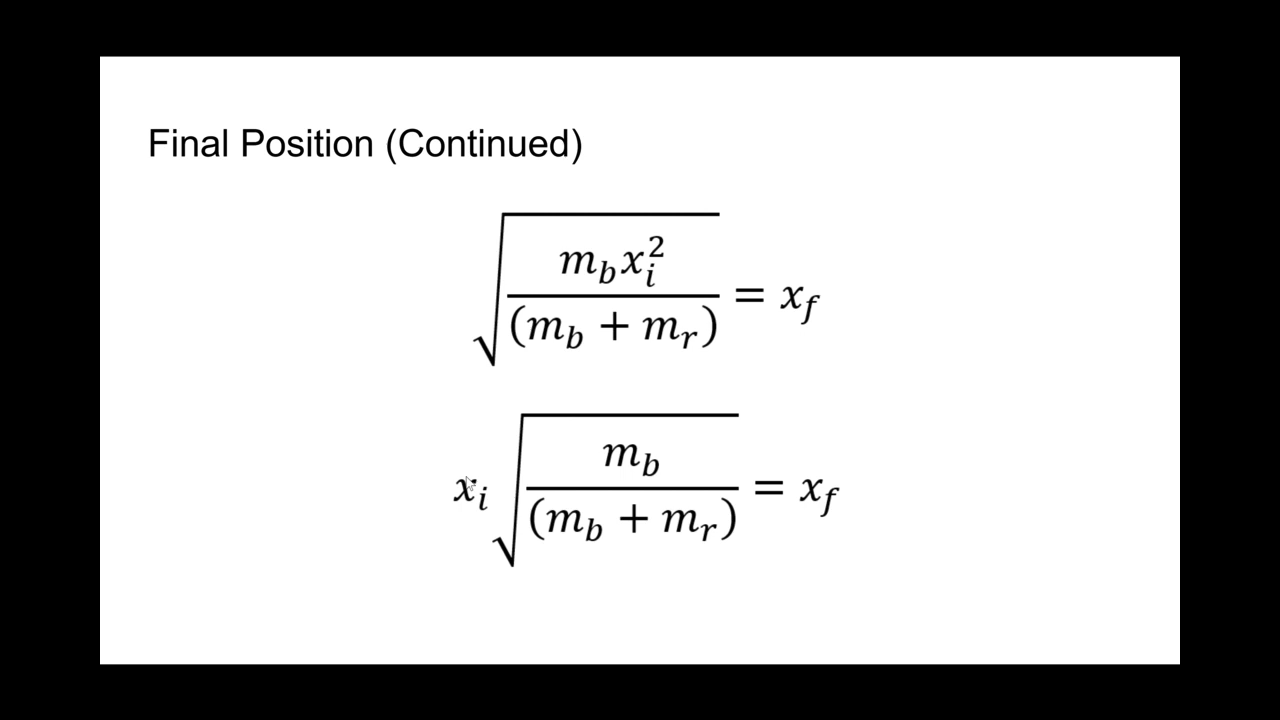 Final Position (Continued)
√(m_b x_i^2 / (m_b + m_r)) = x_f
x_i √(m_b / (m_b + m_r)) = x_f